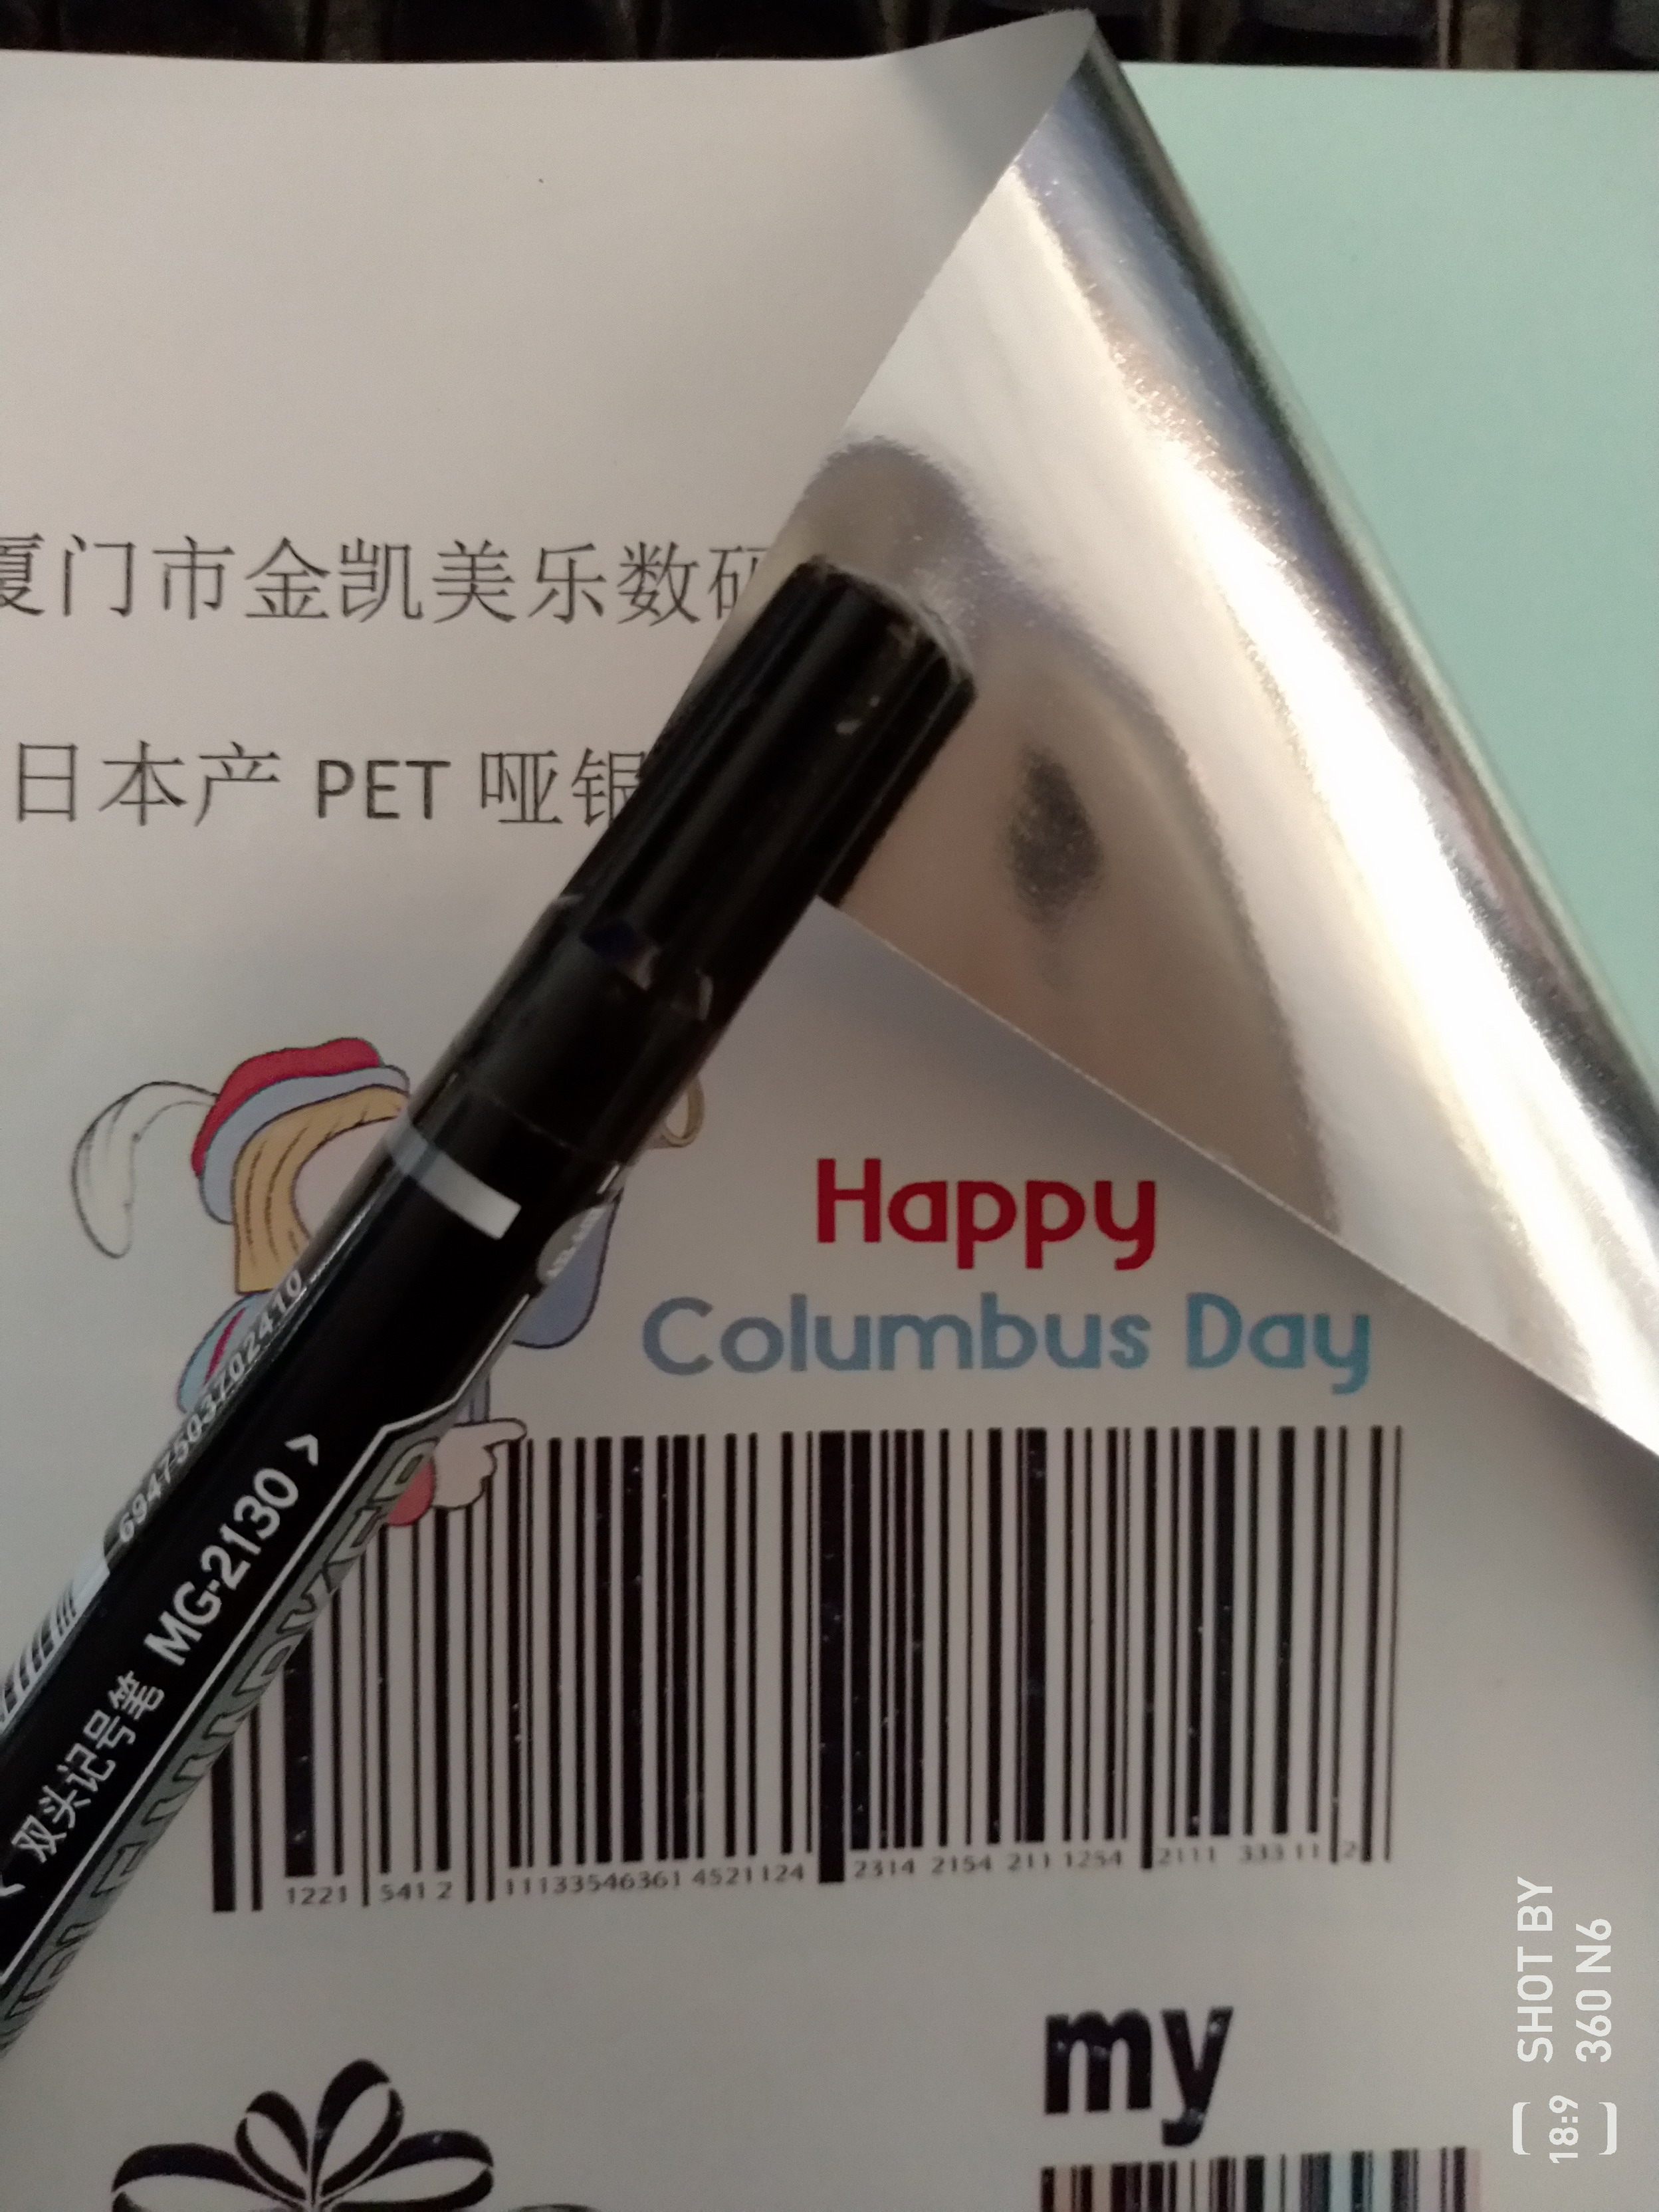 厦门市金凯美乐数码
日本产 PET 哑银
Happy
Columbus Day
6947503702410
双头记号笔 MG-2130
1221 541 2 11133546361 4521124 2314 2154 211 1254 2111 333 11 2
my
SHOT BY
360 N6
18:9